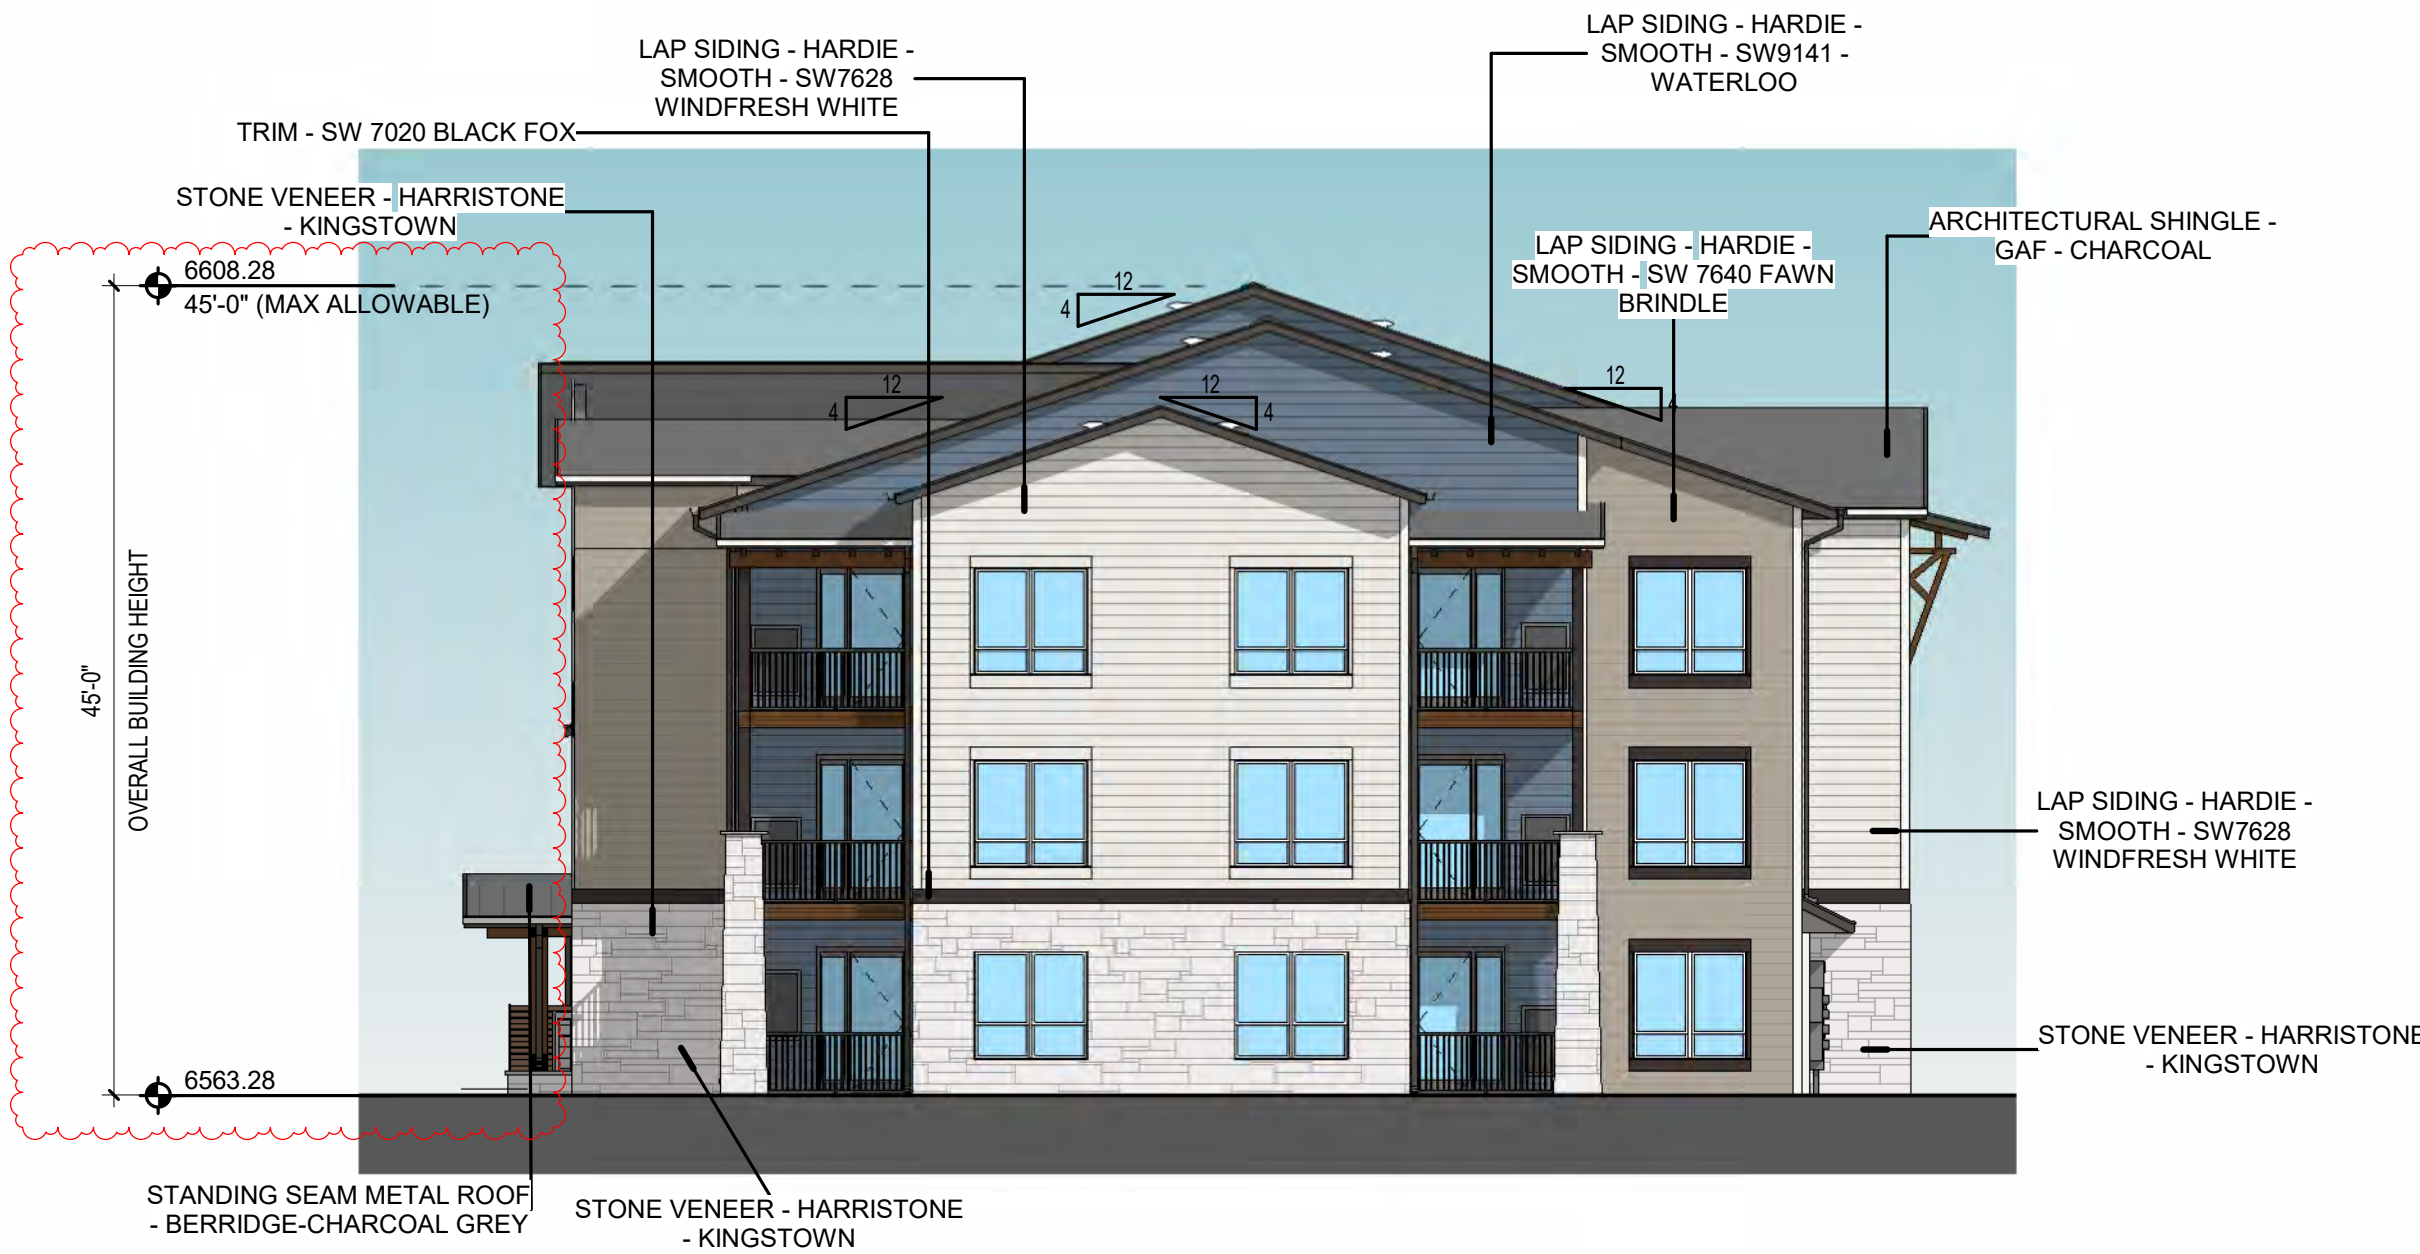 LAP SIDING - HARDIE -
SMOOTH - SW7628
WINDFRESH WHITE
LAP SIDING - HARDIE -
SMOOTH - SW9141 -
WATERLOO
TRIM - SW 7020 BLACK FOX
STONE VENEER - HARRISTONE
- KINGSTOWN
ARCHITECTURAL SHINGLE -
GAF - CHARCOAL
LAP SIDING - HARDIE -
SMOOTH - SW 7640 FAWN
BRINDLE
6608.28
45'-0" (MAX ALLOWABLE)
12
4
12
4
12
4
12
4
45'-0"
OVERALL BUILDING HEIGHT
LAP SIDING - HARDIE -
SMOOTH - SW7628
WINDFRESH WHITE
STONE VENEER - HARRISTONE
- KINGSTOWN
6563.28
STANDING SEAM METAL ROOF
- BERRIDGE-CHARCOAL GREY
STONE VENEER - HARRISTONE
- KINGSTOWN